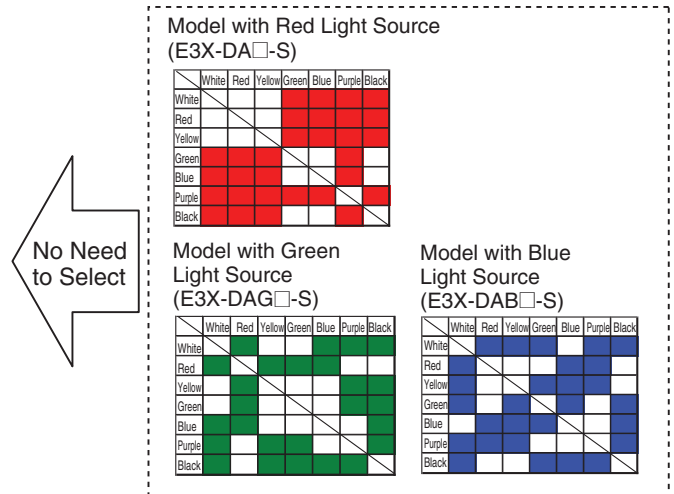 Model with Red Light Source
(E3X-DA□-S)
White Red Yellow Green Blue Purple Black
White
Red
Yellow
Green
Blue
Purple
Black
No Need
to Select
Model with Green
Light Source
(E3X-DAG□-S)
White Red Yellow Green Blue Purple Black
White
Red
Yellow
Green
Blue
Purple
Black
Model with Blue
Light Source
(E3X-DAB□-S)
White Red Yellow Green Blue Purple Black
White
Red
Yellow
Green
Blue
Purple
Black